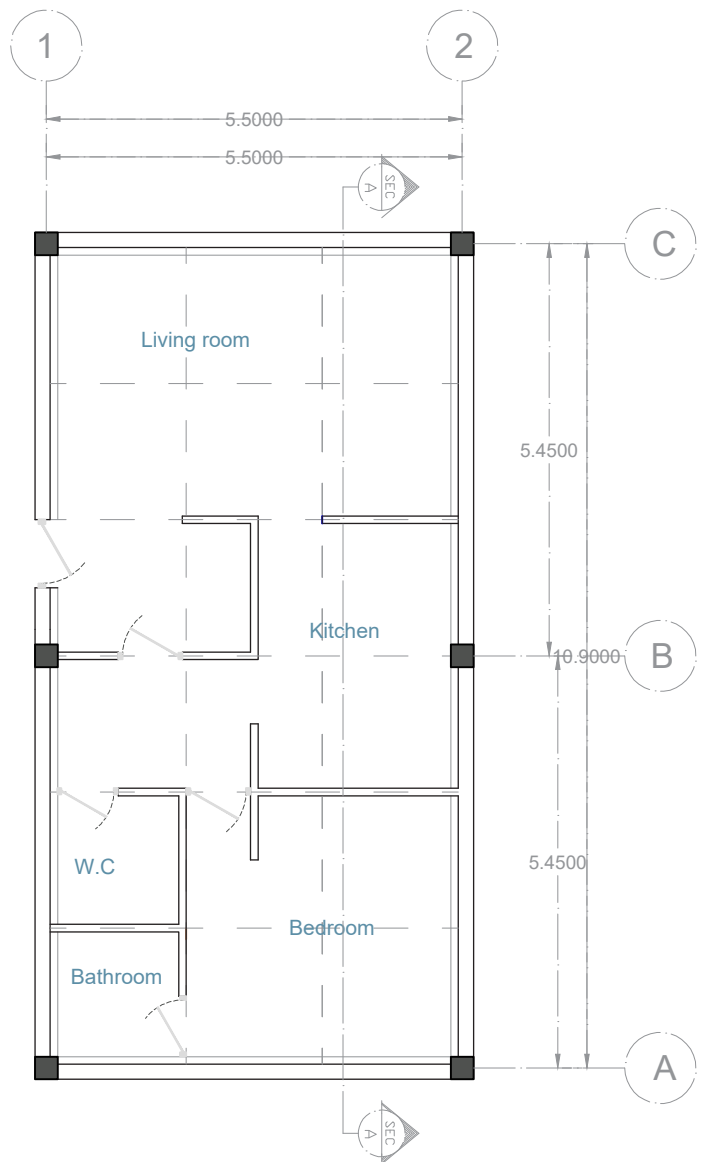 1
2
5.5000
5.5000
SEC
A
C
Living room
5.4500
Kitchen
10.9000
B
W.C
5.4500
Bedroom
Bathroom
A
SEC
A